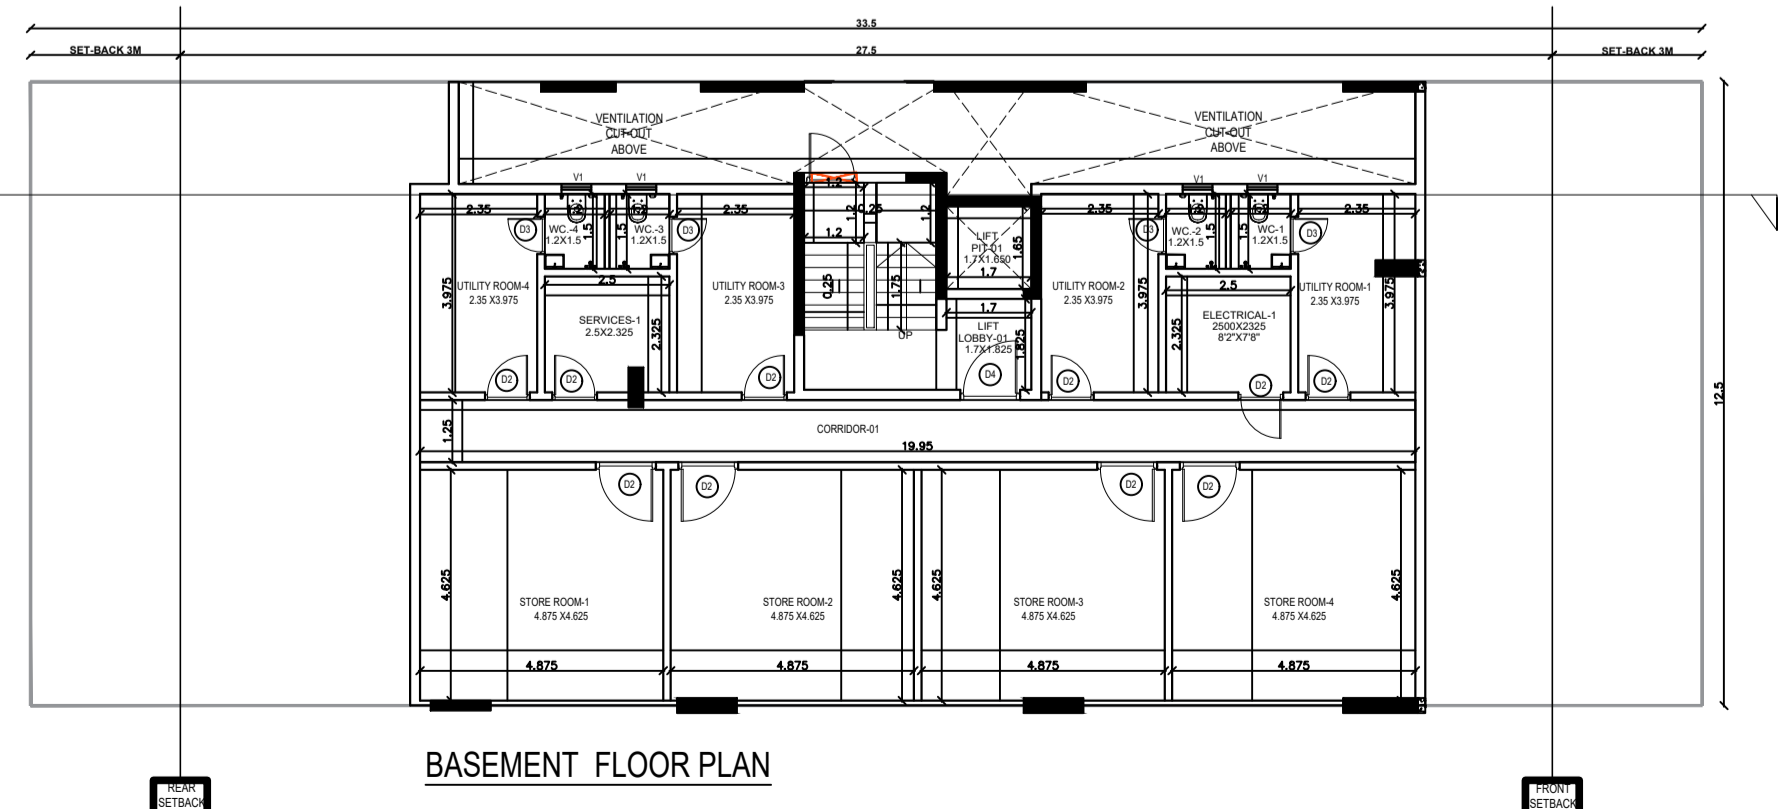 33.5
SET-BACK 3M
27.5
SET-BACK 3M
VENTILATION
CUT-OUT
ABOVE
VENTILATION
CUT-OUT
ABOVE
V1
V1
V1
V1
2.35
1.2
1.2
2.35
1.2
1.2
0.25
1.2
2.35
1.2
1.2
2.35
D3
WC.-4
1.2X1.5
1.5
1.5
WC.-3
1.2X1.5
D3
1.2
LIFT
PIT-01
1.7X1.650
1.65
1.7
D3
WC.-2
1.2X1.5
1.5
1.5
WC-1
1.2X1.5
D3
UTILITY ROOM-4
2.35 X3.975
3.975
2.5
SERVICES-1
2.5X2.325
2.325
UTILITY ROOM-3
2.35 X3.975
0.25
1.75
UP
1.7
LIFT
LOBBY-01
1.7X1.825
1.825
UTILITY ROOM-2
2.35 X3.975
3.975
2.5
ELECTRICAL-1
2500X2325
8'2"X7'8"
2.325
UTILITY ROOM-1
2.35 X3.975
3.975
D2
D2
D2
D4
D2
D2
D2
12.5
1.25
CORRIDOR-01
19.95
D2
D2
D2
D2
4.625
4.625
4.625
4.625
STORE ROOM-1
4.875 X4.625
STORE ROOM-2
4.875 X4.625
STORE ROOM-3
4.875 X4.625
STORE ROOM-4
4.875 X4.625
4.875
4.875
4.875
4.875
BASEMENT FLOOR PLAN
REAR
SETBACK
FRONT
SETBACK